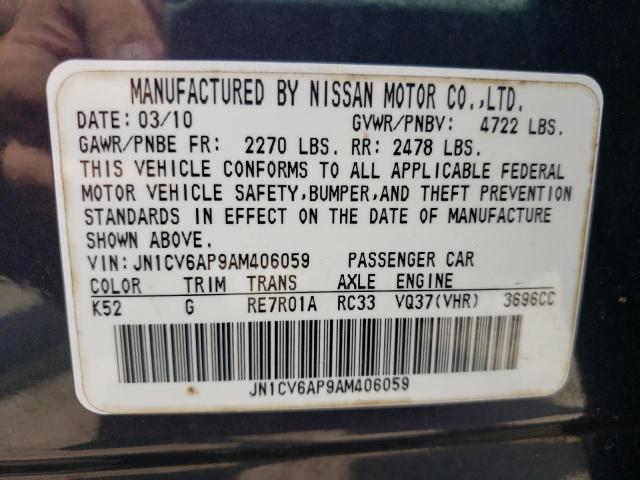 MANUFACTURED BY NISSAN MOTOR CO.,LTD.
DATE: 03/10 GVWR/PNBV: 4722 LBS.
GAWR/PNBE FR: 2270 LBS. RR: 2478 LBS.
THIS VEHICLE CONFORMS TO ALL APPLICABLE FEDERAL
MOTOR VEHICLE SAFETY,BUMPER,AND THEFT PREVENTION
STANDARDS IN EFFECT ON THE DATE OF MANUFACTURE
SHOWN ABOVE.
VIN:JN1CV6AP9AM406059 PASSENGER CAR
COLOR TRIM TRANS AXLE ENGINE
K52 G RE7R01A RC33 VQ37(VHR) 3696CC
JN1CV6AP9AM406059